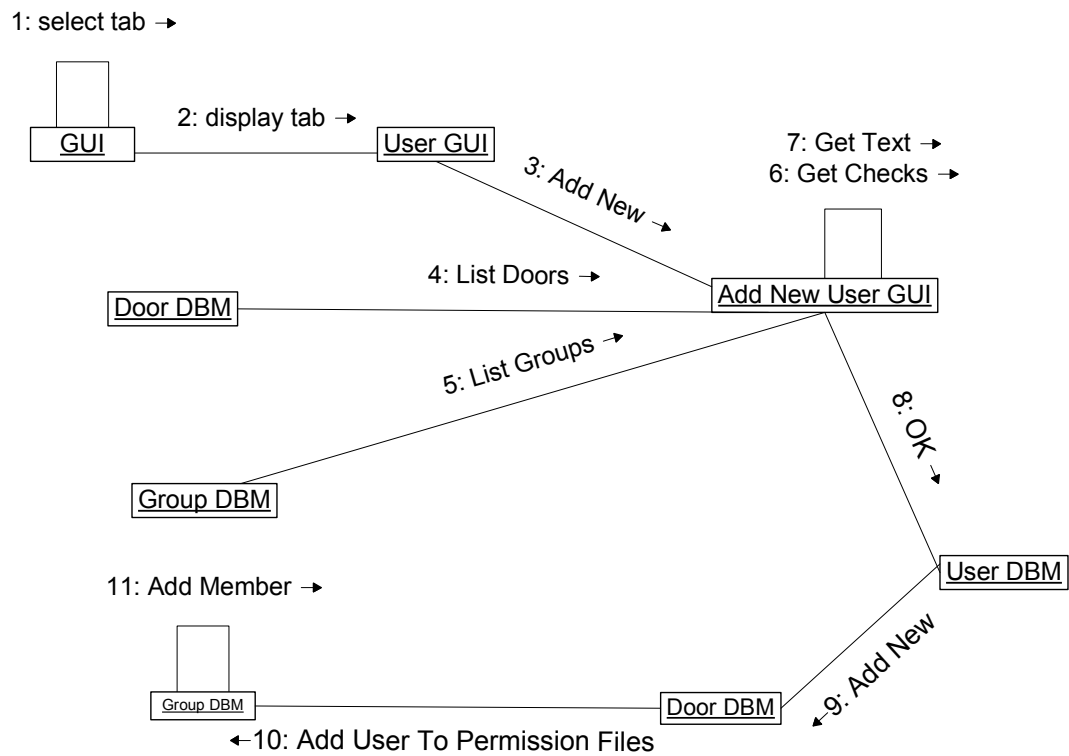 1: select tab →
GUI
2: display tab →
User GUI
7: Get Text →
6: Get Checks →
3: Add New →
4: List Doors →
Add New User GUI
Door DBM
5: List Groups →
8: OK →
Group DBM
User DBM
11: Add Member →
←9: Add New
Group DBM
Door DBM
←10: Add User To Permission Files